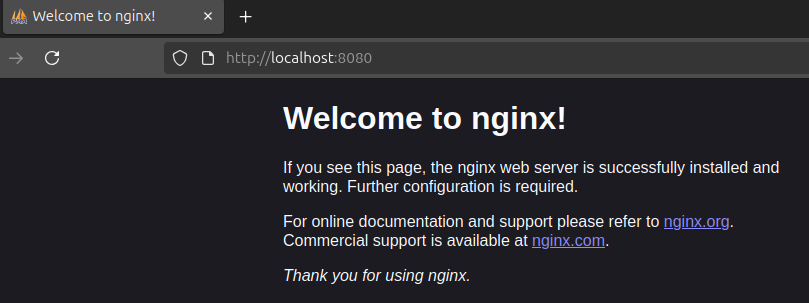 Welcome to nginx!
http://localhost:8080
Welcome to nginx!
If you see this page, the nginx web server is successfully installed and
working. Further configuration is required.
For online documentation and support please refer to nginx.org.
Commercial support is available at nginx.com.
Thank you for using nginx.